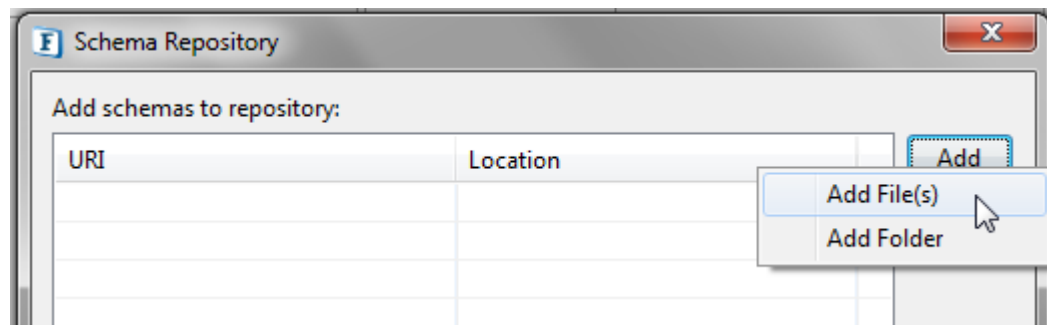 Schema Repository
Add schemas to repository:
URI Location Add
Add File(s)
Add Folder